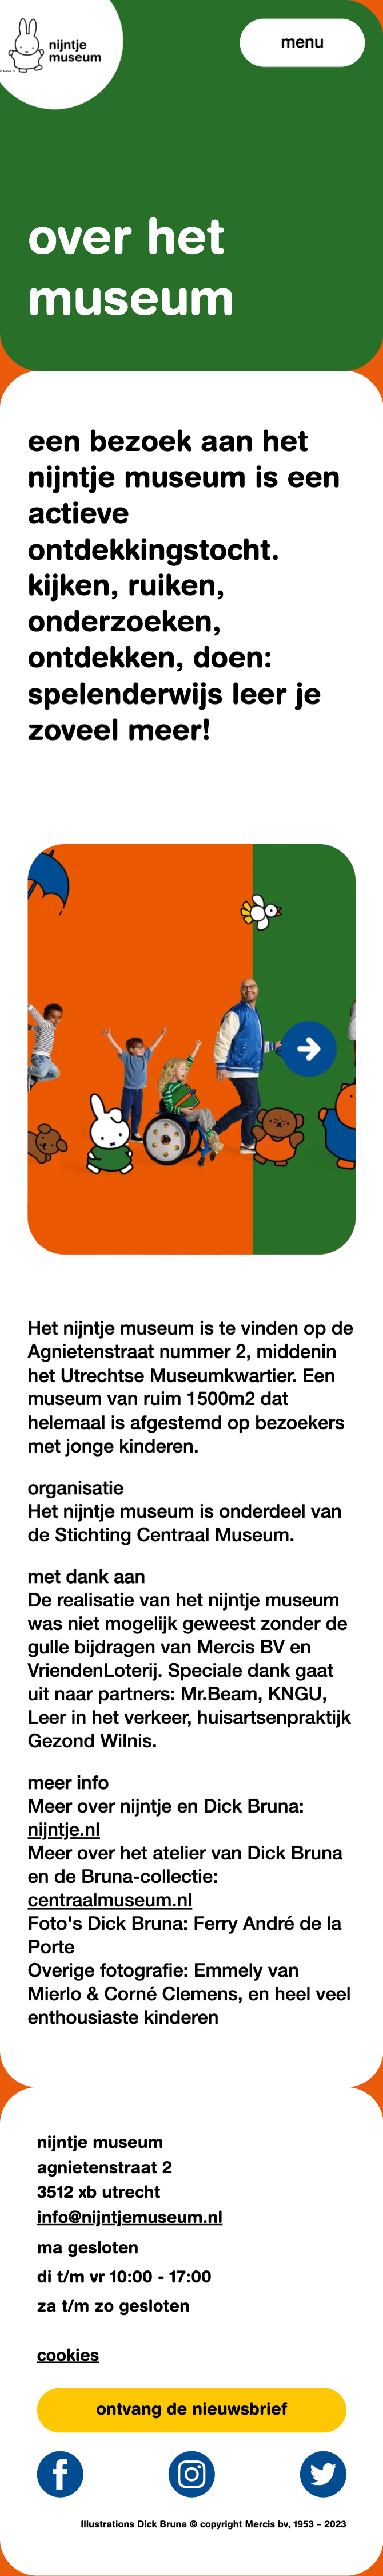 nijntje
museum
menu
over het
museum
een bezoek aan het
nijntje museum is een
actieve
ontdekkingstocht.
kijken, ruiken,
onderzoeken,
ontdekken, doen:
spelenderwijs leer je
zoveel meer!
Het nijntje museum is te vinden op de
Agnietenstraat nummer 2, middenin
het Utrechtse Museumkwartier. Een
museum van ruim 1500m2 dat
helemaal is afgestemd op bezoekers
met jonge kinderen.
organisatie
Het nijntje museum is onderdeel van
de Stichting Centraal Museum.
met dank aan
De realisatie van het nijntje museum
was niet mogelijk geweest zonder de
gulle bijdragen van Mercis BV en
VriendenLoterij. Speciale dank gaat
uit naar partners: Mr.Beam, KNGU,
Leer in het verkeer, huisartsenpraktijk
Gezond Wilnis.
meer info
Meer over nijntje en Dick Bruna:
nijntje.nl
Meer over het atelier van Dick Bruna
en de Bruna-collectie:
centraalmuseum.nl
Foto's Dick Bruna: Ferry André de la
Porte
Overige fotografie: Emmely van
Mierlo & Corné Clemens, en heel veel
enthousiaste kinderen
nijntje museum
agnietenstraat 2
3512 xb utrecht
info@nijntjemuseum.nl
ma gesloten
di t/m vr 10:00 - 17:00
za t/m zo gesloten
cookies
ontvang de nieuwsbrief
Illustrations Dick Bruna © copyright Mercis bv, 1953 – 2023